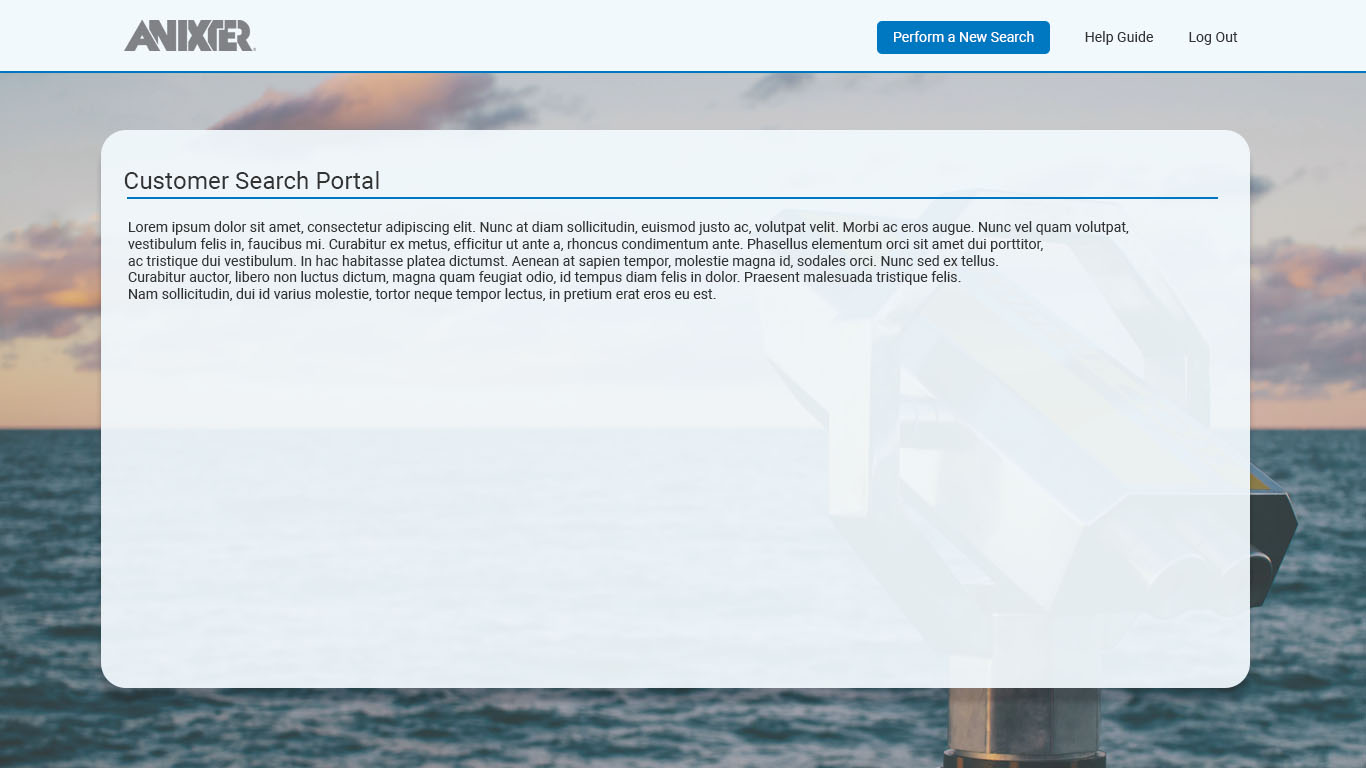 ANIXTER
Perform a New Search
Help Guide
Log Out
Customer Search Portal
Lorem ipsum dolor sit amet, consectetur adipiscing elit. Nunc at diam sollicitudin, euismod justo ac, volutpat velit. Morbi ac eros augue. Nunc vel quam volutpat,
vestibulum felis in, faucibus mi. Curabitur ex metus, efficitur ut ante a, rhoncus condimentum ante. Phasellus elementum orci sit amet dui porttitor,
ac tristique dui vestibulum. In hac habitasse platea dictumst. Aenean at sapien tempor, molestie magna id, sodales orci. Nunc sed ex tellus.
Curabitur auctor, libero non luctus dictum, magna quam feugiat odio, id tempus diam felis in dolor. Praesent malesuada tristique felis.
Nam sollicitudin, dui id varius molestie, tortor neque tempor lectus, in pretium erat eros eu est.